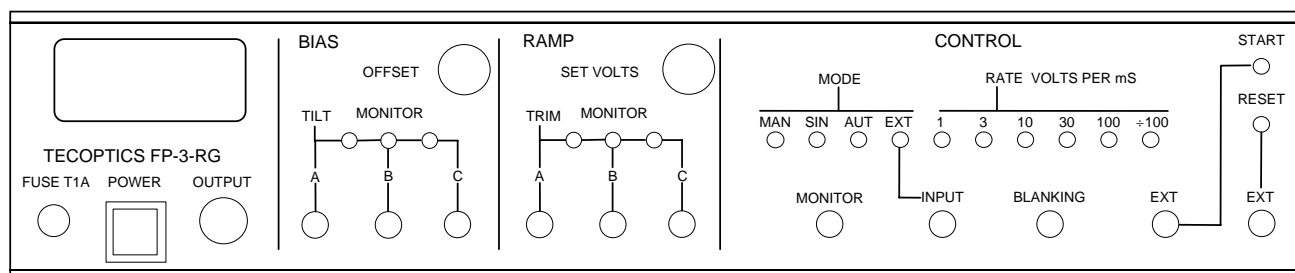 BIAS
OFFSET
TILT
MONITOR
A
B
C
RAMP
SET VOLTS
TRIM
MONITOR
A
B
C
CONTROL
MODE
MAN SIN AUT EXT
RATE VOLTS PER mS
1 3 10 30 100 ÷100
START
RESET
TECOPTICS FP-3-RG
FUSE T1A
POWER
OUTPUT
MONITOR
INPUT
BLANKING
EXT
EXT